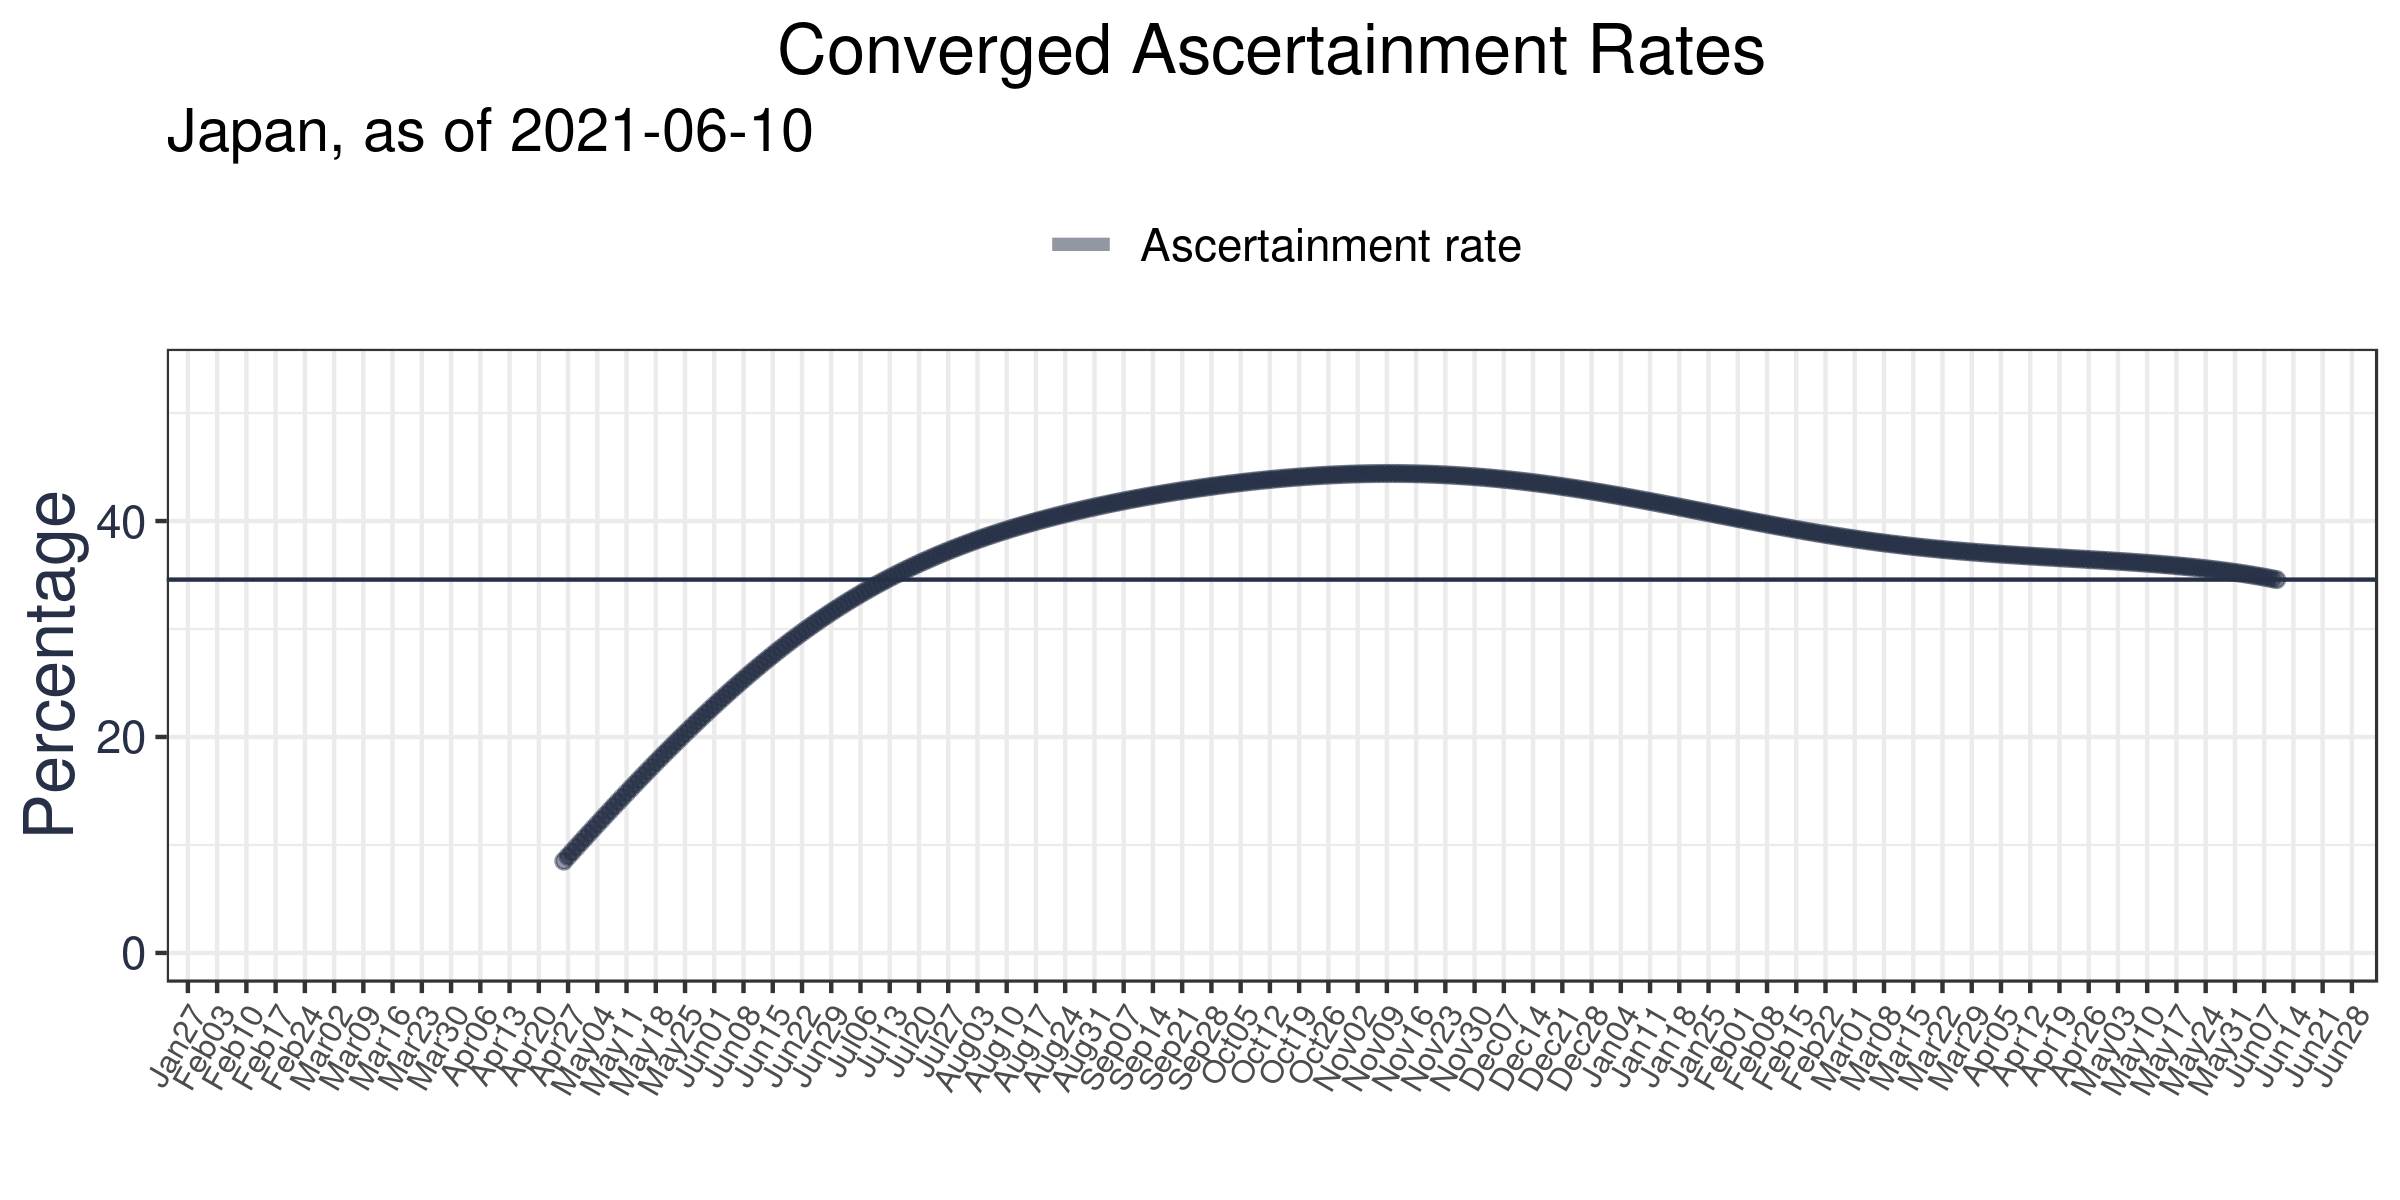 Converged Ascertainment Rates
Japan, as of 2021-06-10
Ascertainment rate
Percentage
40
20
0
Jan27
Feb03
Feb10
Feb17
Feb24
Mar02
Mar09
Mar16
Mar23
Mar30
Apr06
Apr13
Apr20
Apr27
May04
May11
May18
May25
Jun01
Jun08
Jun15
Jun22
Jun29
Jul06
Jul13
Jul20
Jul27
Aug03
Aug10
Aug17
Aug24
Aug31
Sep07
Sep14
Sep21
Sep28
Oct05
Oct12
Oct19
Oct26
Nov02
Nov09
Nov16
Nov23
Nov30
Dec07
Dec14
Dec21
Dec28
Jan04
Jan11
Jan18
Jan25
Feb01
Feb08
Feb15
Feb22
Mar01
Mar08
Mar15
Mar22
Mar29
Apr05
Apr12
Apr19
Apr26
May03
May10
May17
May24
May31
Jun07
Jun14
Jun21
Jun28